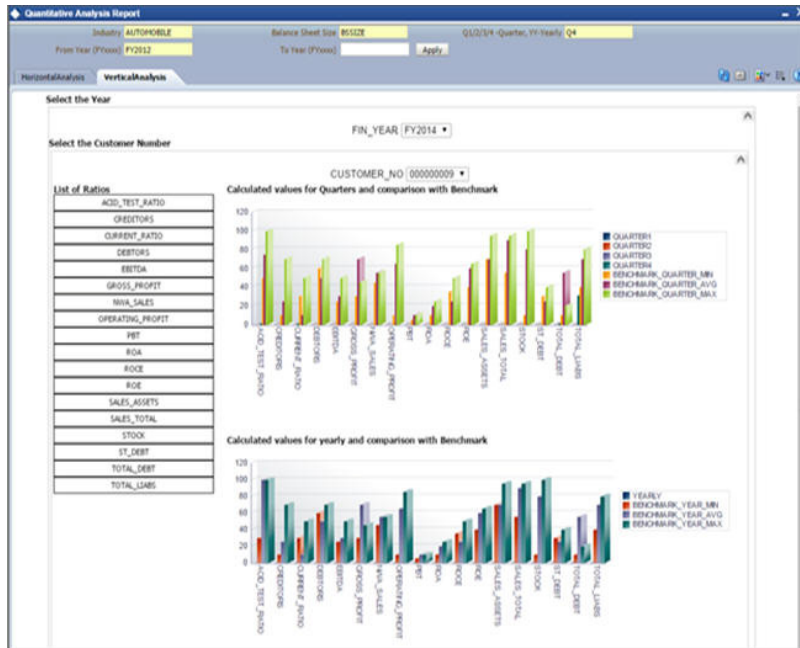 Quantitative Analysis Report
Industry AUTOMOBILE Balance Sheet Size BSSIZE Q1/2/3/4 -Quarter, YY-Yearly Q4
From Year (FYxxxx) FY2012 To Year (FYxxxx) Apply
HorizontalAnalysis VerticalAnalysis
Select the Year
FIN_YEAR FY2014
Select the Customer Number
CUSTOMER_NO 000000009
List of Ratios
ACID_TEST_RATIO
CREDITORS
CURRENT_RATIO
DEBTORS
EBITDA
GROSS_PROFIT
NWA_SALES
OPERATING_PROFIT
PBT
ROA
ROCE
ROE
SALES_ASSETS
SALES_TOTAL
STOCK
ST_DEBT
TOTAL_DEBT
TOTAL_LIABS
Calculated values for Quarters and comparison with Benchmark
120
100
80
60
40
20
0
ACID_TEST_RATIO
CREDITORS
CURRENT_RATIO
DEBTORS
EBITDA
GROSS_PROFIT
NWA_SALES
OPERATING_PROFIT
PBT
ROA
ROCE
ROE
SALES_ASSETS
SALES_TOTAL
STOCK
ST_DEBT
TOTAL_DEBT
TOTAL_LIABS
QUARTER1
QUARTER2
QUARTER3
QUARTER4
BENCHMARK_QUARTER_MIN
BENCHMARK_QUARTER_AVG
BENCHMARK_QUARTER_MAX
Calculated values for yearly and comparison with Benchmark
120
100
80
60
40
20
0
ACID_TEST_RATIO
CREDITORS
CURRENT_RATIO
DEBTORS
EBITDA
GROSS_PROFIT
NWA_SALES
OPERATING_PROFIT
PBT
ROA
ROCE
ROE
SALES_ASSETS
SALES_TOTAL
STOCK
ST_DEBT
TOTAL_DEBT
TOTAL_LIABS
YEARLY
BENCHMARK_YEAR_MIN
BENCHMARK_YEAR_AVG
BENCHMARK_YEAR_MAX